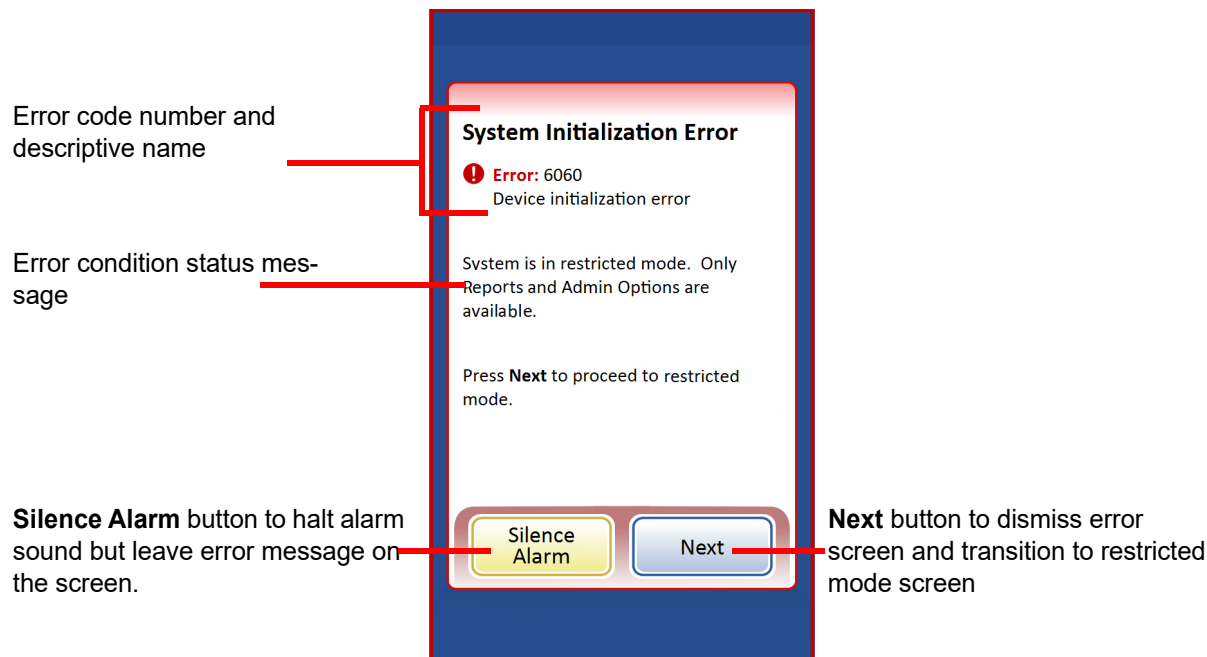 Error code number and
descriptive name
Error condition status mes-
sage
Silence Alarm button to halt alarm
sound but leave error message on
the screen.
System Initialization Error
Error: 6060
Device initialization error
System is in restricted mode.  Only
Reports and Admin Options are
available.
Press Next to proceed to restricted
mode.
Silence
Alarm
Next
Next button to dismiss error
screen and transition to restricted
mode screen